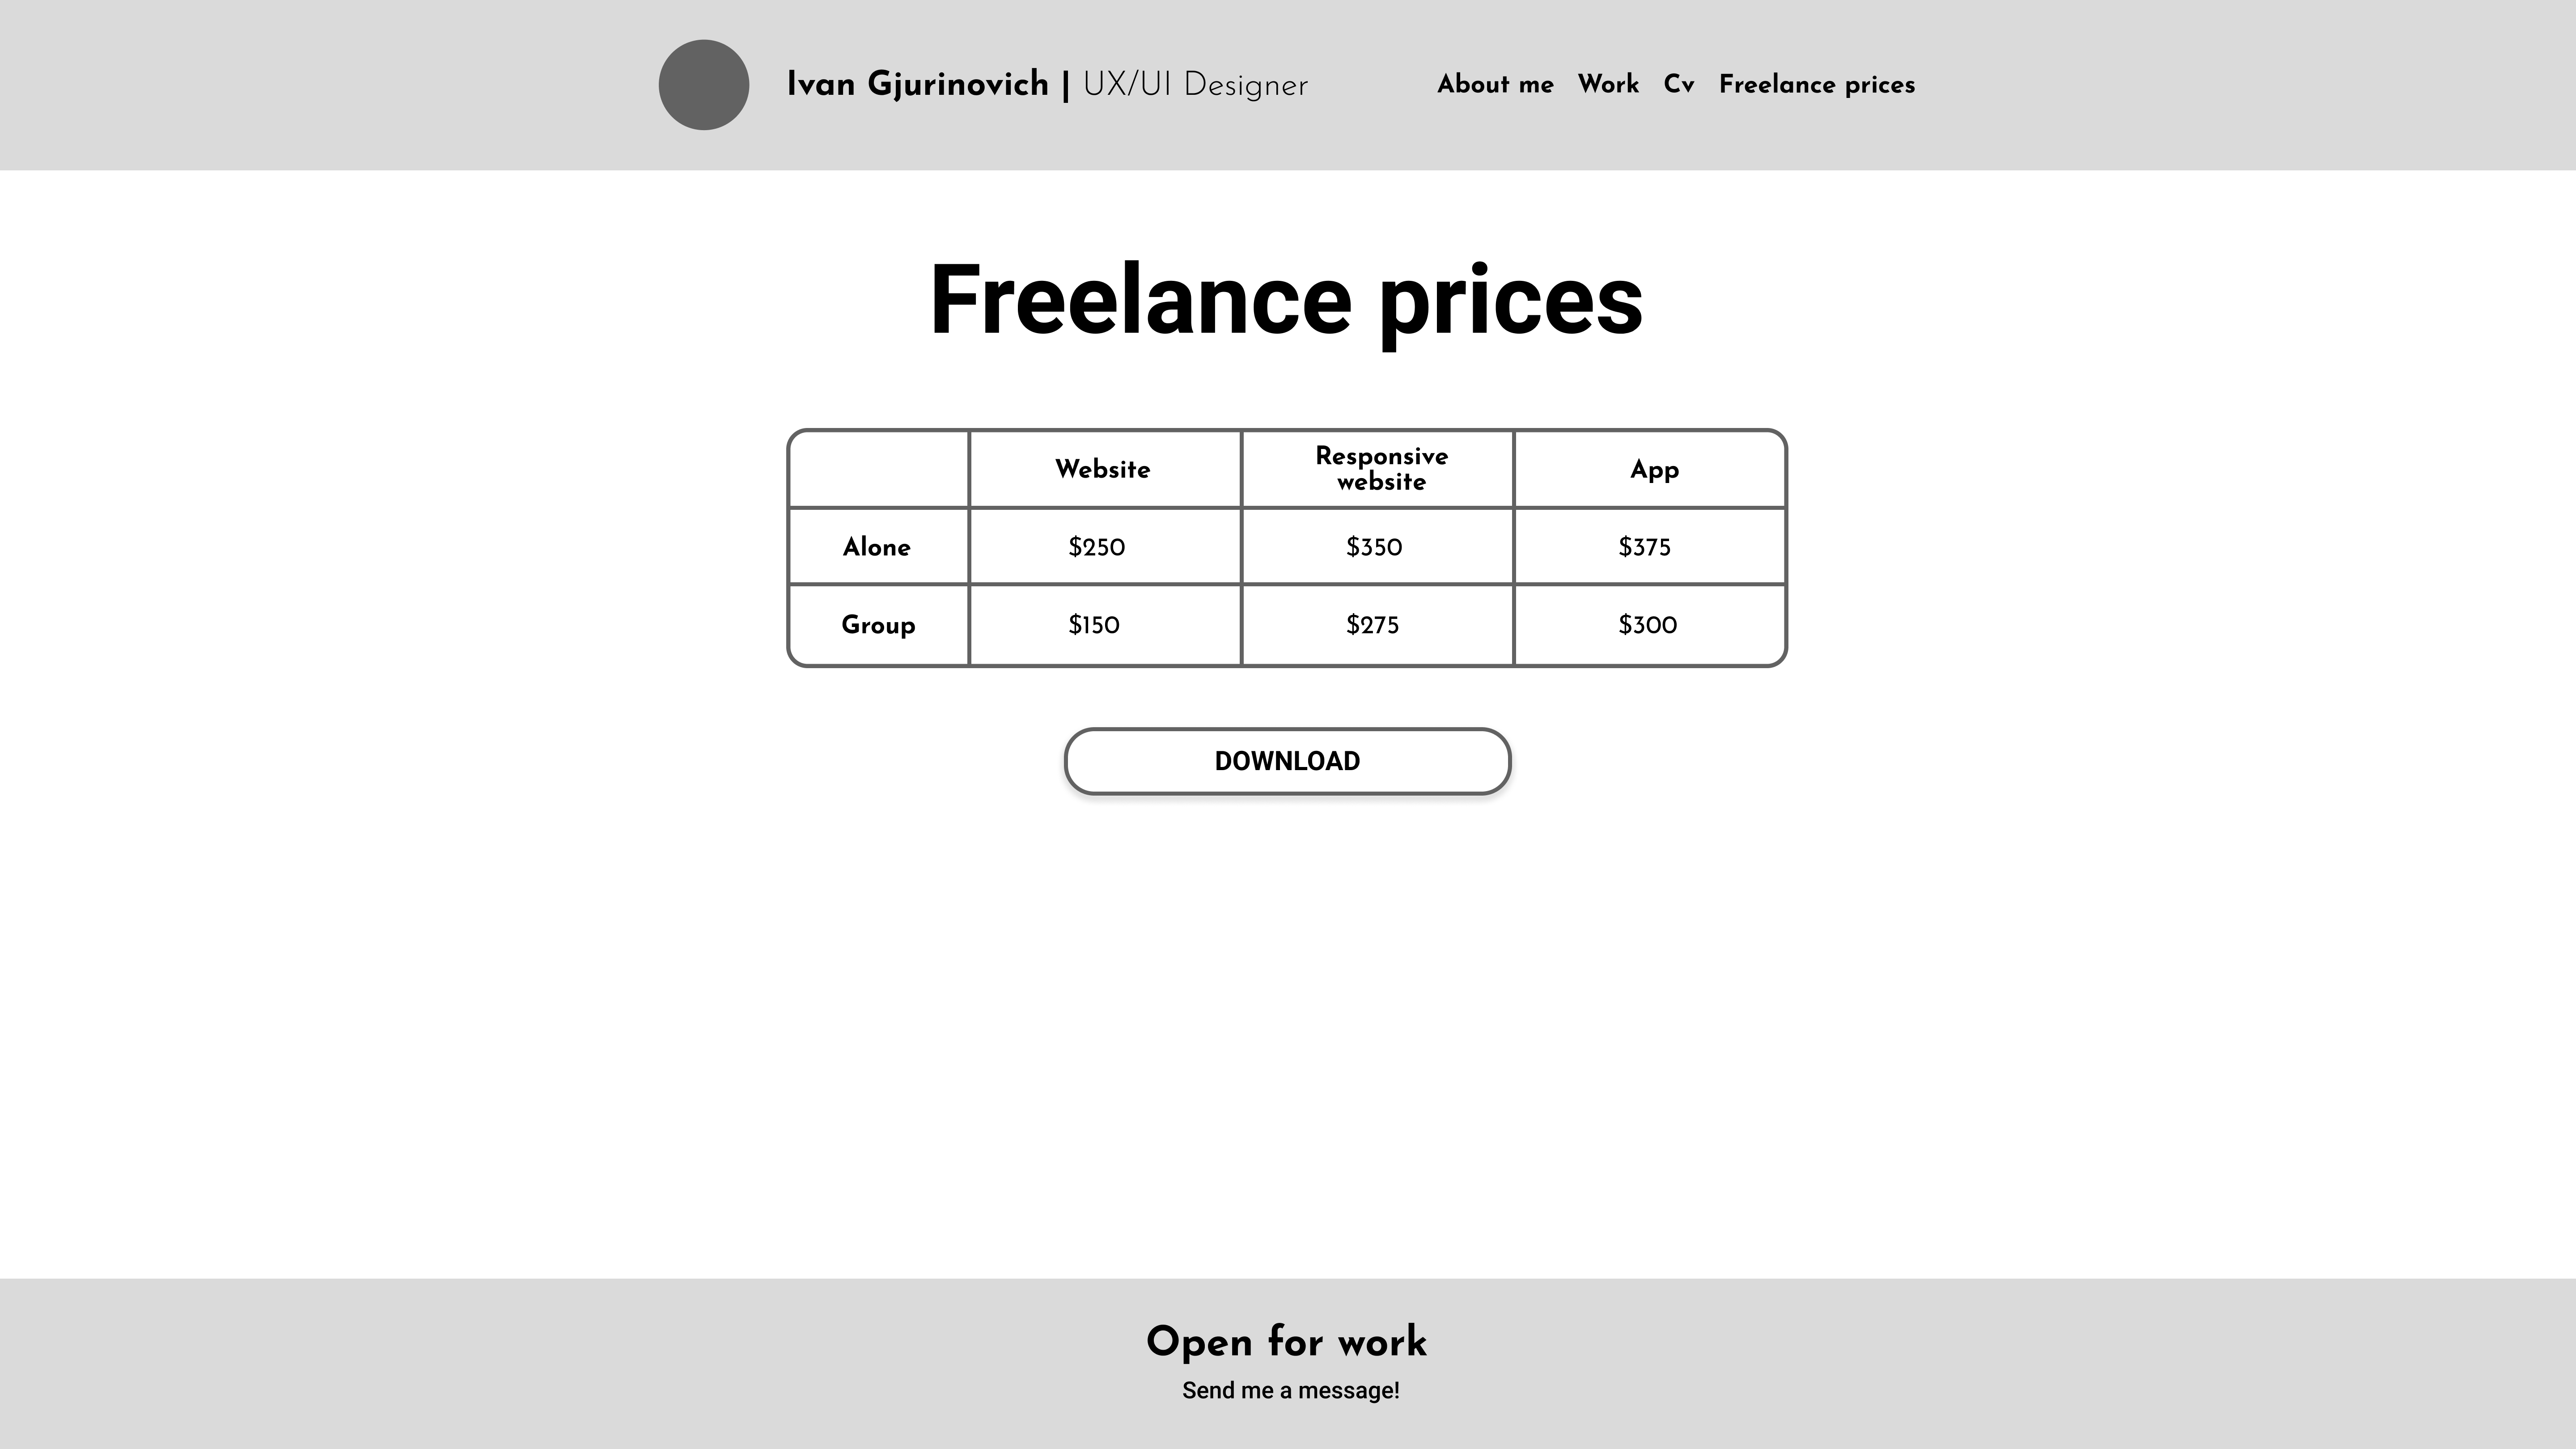 Ivan Gjurinovich | UX/UI Designer
About me Work Cv Freelance prices
Freelance prices
Website Responsive website App
Alone $250 $350 $375
Group $150 $275 $300
DOWNLOAD
Open for work
Send me a message!